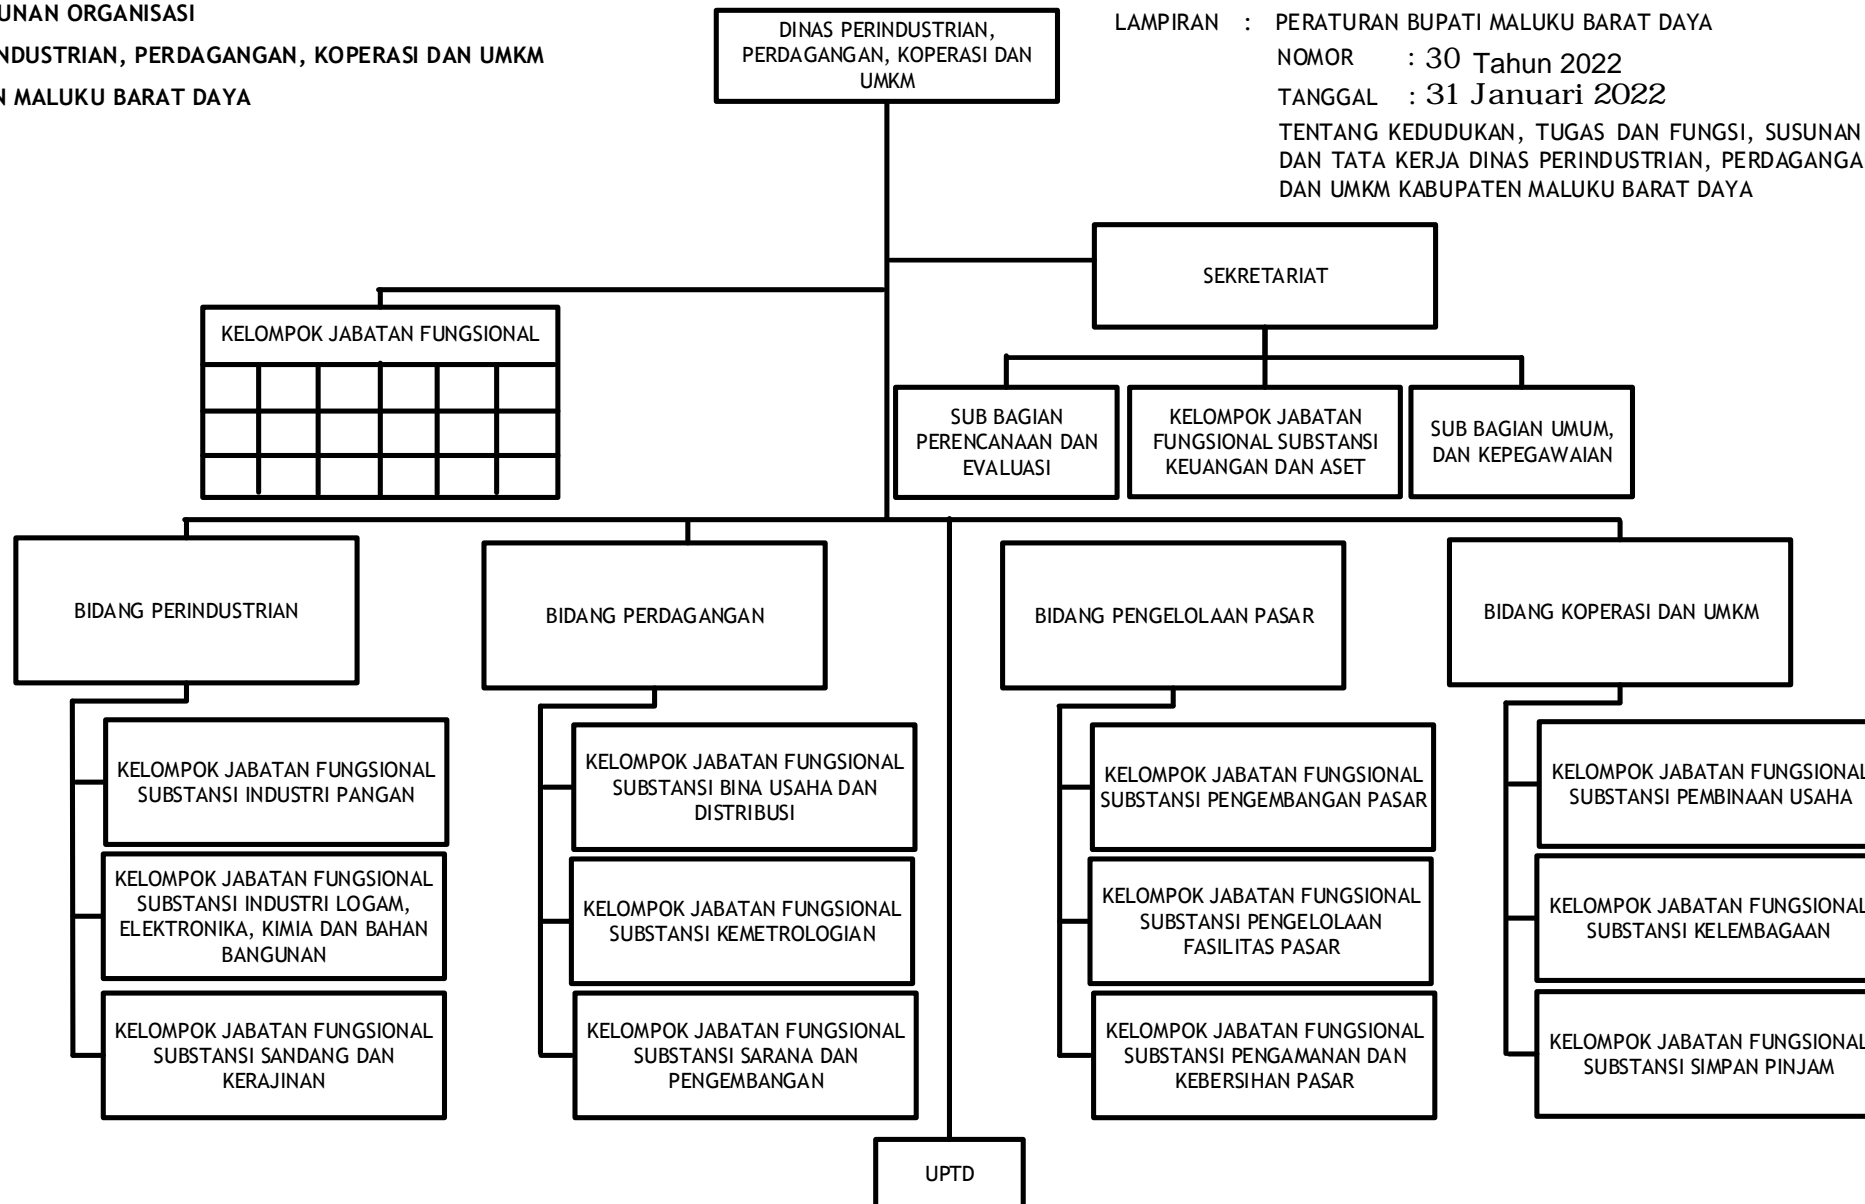 UNAN ORGANISASI
NDUSTRIAN, PERDAGANGAN, KOPERASI DAN UMKM
N MALUKU BARAT DAYA
DINAS PERINDUSTRIAN,
PERDAGANGAN, KOPERASI DAN
UMKM
LAMPIRAN : PERATURAN BUPATI MALUKU BARAT DAYA
NOMOR : 30 Tahun 2022
TANGGAL : 31 Januari 2022
TENTANG KEDUDUKAN, TUGAS DAN FUNGSI, SUSUNAN
DAN TATA KERJA DINAS PERINDUSTRIAN, PERDAGANGA
DAN UMKM KABUPATEN MALUKU BARAT DAYA
SEKRETARIAT
KELOMPOK JABATAN FUNGSIONAL
SUB BAGIAN
PERENCANAAN DAN
EVALUASI
KELOMPOK JABATAN
FUNGSIONAL SUBSTANSI
KEUANGAN DAN ASET
SUB BAGIAN UMUM,
DAN KEPEGAWAIAN
BIDANG PERINDUSTRIAN
BIDANG PERDAGANGAN
BIDANG PENGELOLAAN PASAR
BIDANG KOPERASI DAN UMKM
KELOMPOK JABATAN FUNGSIONAL
SUBSTANSI INDUSTRI PANGAN
KELOMPOK JABATAN FUNGSIONAL
SUBSTANSI INDUSTRI LOGAM,
ELEKTRONIKA, KIMIA DAN BAHAN
BANGUNAN
KELOMPOK JABATAN FUNGSIONAL
SUBSTANSI SANDANG DAN
KERAJINAN
KELOMPOK JABATAN FUNGSIONAL
SUBSTANSI BINA USAHA DAN
DISTRIBUSI
KELOMPOK JABATAN FUNGSIONAL
SUBSTANSI KEMETROLOGIAN
KELOMPOK JABATAN FUNGSIONAL
SUBSTANSI SARANA DAN
PENGEMBANGAN
KELOMPOK JABATAN FUNGSIONAL
SUBSTANSI PENGEMBANGAN PASAR
KELOMPOK JABATAN FUNGSIONAL
SUBSTANSI PENGELOLAAN
FASILITAS PASAR
KELOMPOK JABATAN FUNGSIONAL
SUBSTANSI PENGAMANAN DAN
KEBERSIHAN PASAR
KELOMPOK JABATAN FUNGSIONAL
SUBSTANSI PEMBINAAN USAHA
KELOMPOK JABATAN FUNGSIONAL
SUBSTANSI KELEMBAGAAN
KELOMPOK JABATAN FUNGSIONAL
SUBSTANSI SIMPAN PINJAM
UPTD